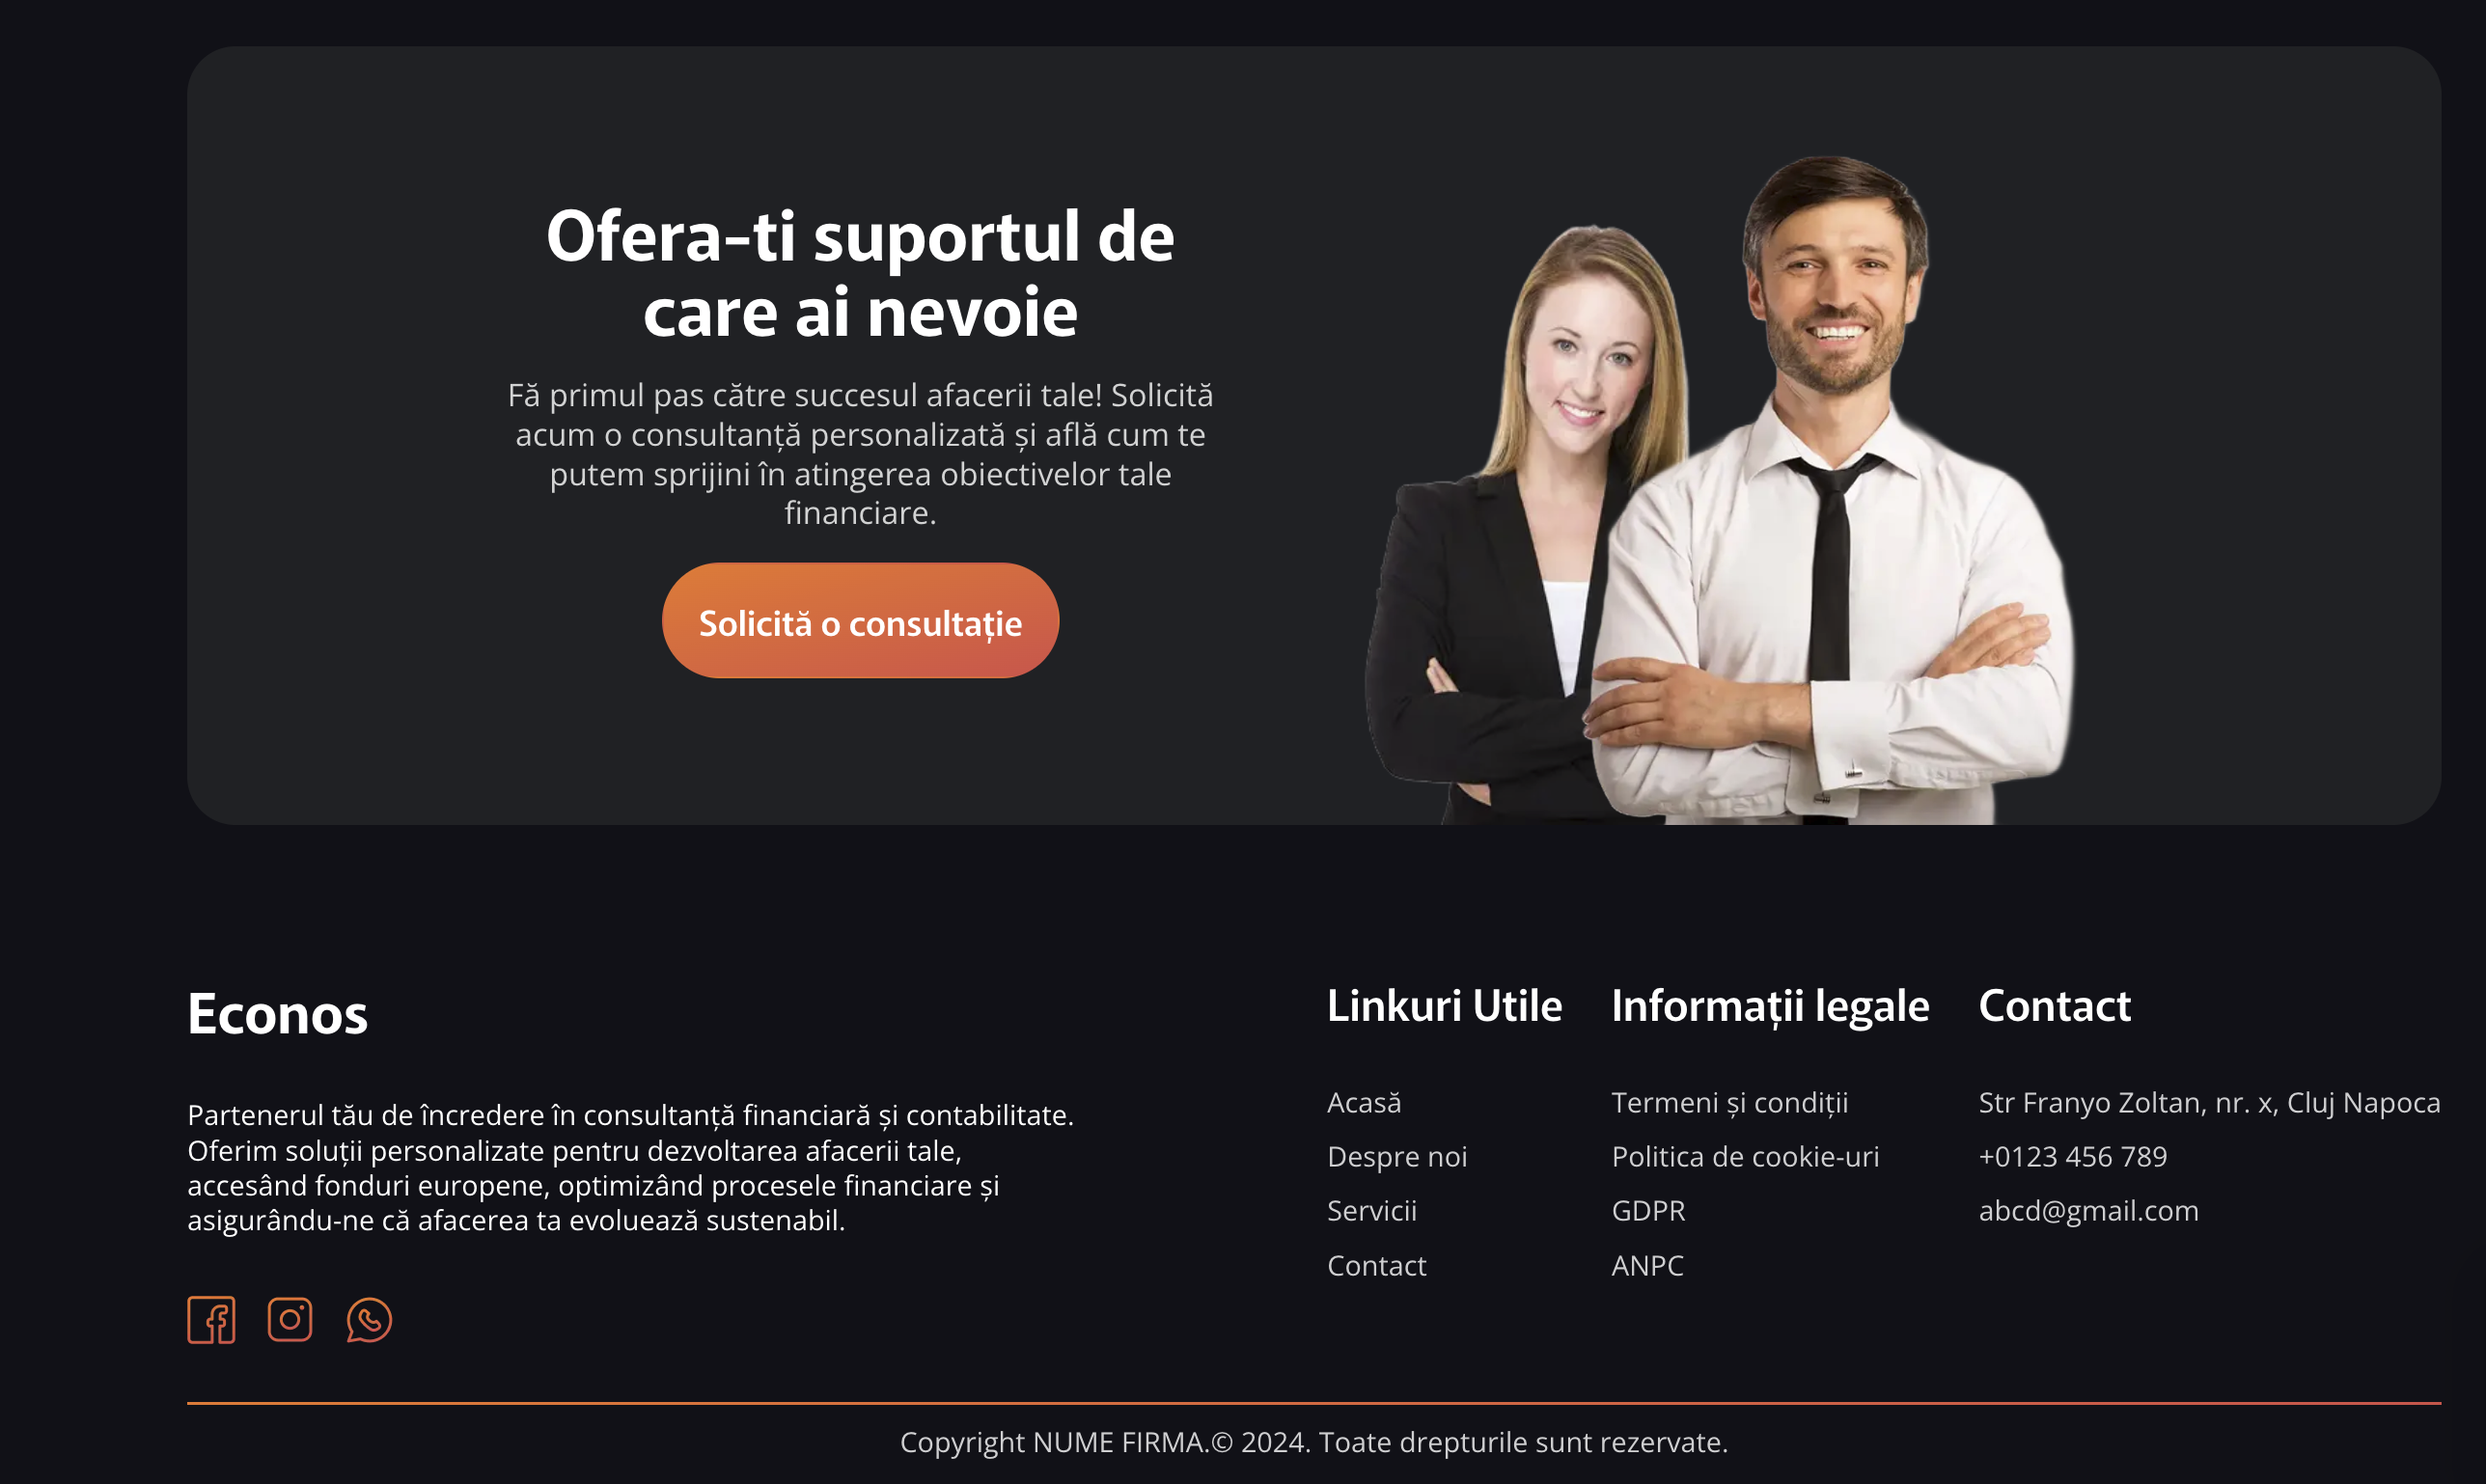 Ofera-ti suportul de
care ai nevoie
Fă primul pas către succesul afacerii tale! Solicită
acum o consultanță personalizată și află cum te
putem sprijini în atingerea obiectivelor tale
financiare.
Solicită o consultație
Econos
Partenerul tău de încredere în consultanță financiară și contabilitate.
Oferim soluții personalizate pentru dezvoltarea afacerii tale,
accesând fonduri europene, optimizând procesele financiare și
asigurându-ne că afacerea ta evoluează sustenabil.
Linkuri Utile
Acasă
Despre noi
Servicii
Contact
Informații legale
Termeni și condiții
Politica de cookie-uri
GDPR
ANPC
Contact
Str Franyo Zoltan, nr. x, Cluj Napoca
+0123 456 789
abcd@gmail.com
Copyright NUME FIRMA.© 2024. Toate drepturile sunt rezervate.